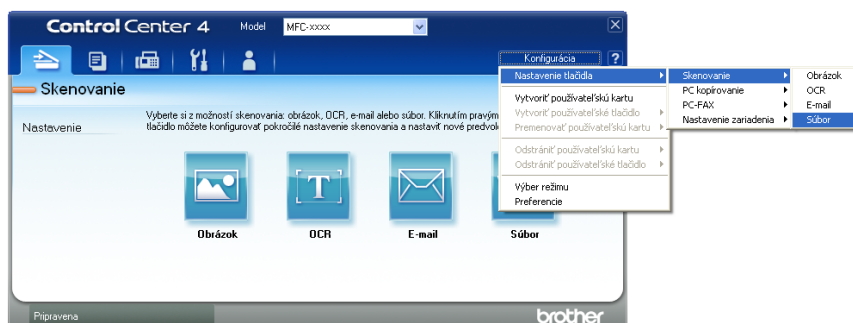 Control Center 4
Model
MFC-xxxx
Konfigurácia
?
Skenovanie
Nastavenie
Vyberte si z možností skenovania: obrázok, OCR, e-mail alebo súbor. Kliknutím pravým
tlačidlo môžete konfigurovať pokročilé nastavenie skenovania a nastaviť nové predvo
Nastavenie tlačidla
Vytvoriť používateľskú kartu
Vytvoriť používateľské tlačidlo
Premenovať používateľskú kartu
Odstrániť používateľskú kartu
Odstrániť používateľské tlačidlo
Výber režimu
Preferencie
Skenovanie
PC kopírovanie
PC-FAX
Nastavenie zariadenia
Obrázok
OCR
E-mail
Súbor
T
Obrázok
OCR
E-mail
Súbor
Pripravena
brother